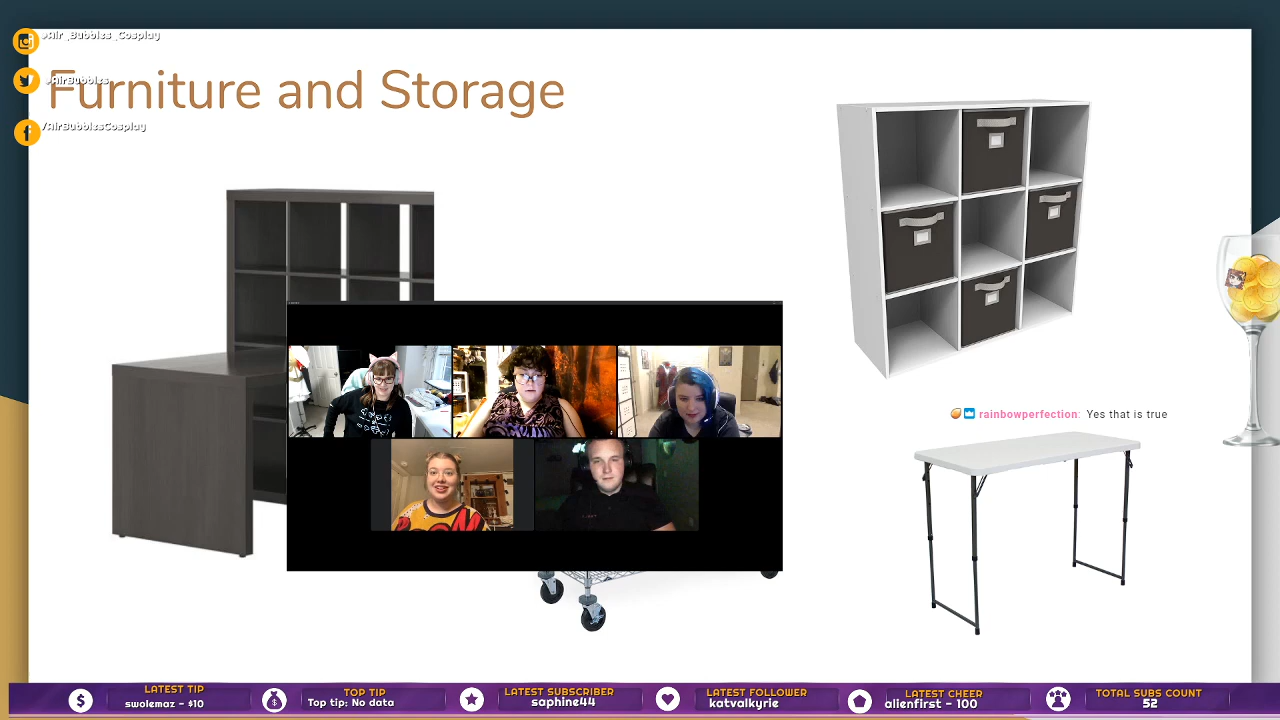 @Air_Bubbles_Cosplay
@AirBubbles
Furniture and Storage
/AirBubblesCosplay
rainbowperfection: Yes that is true
LATEST TIP
swolemaz - $10
TOP TIP
Top tip: No data
LATEST SUBSCRIBER
saphine44
LATEST FOLLOWER
katvalkyrie
LATEST CHEER
alienfirst - 100
TOTAL SUBS COUNT
52